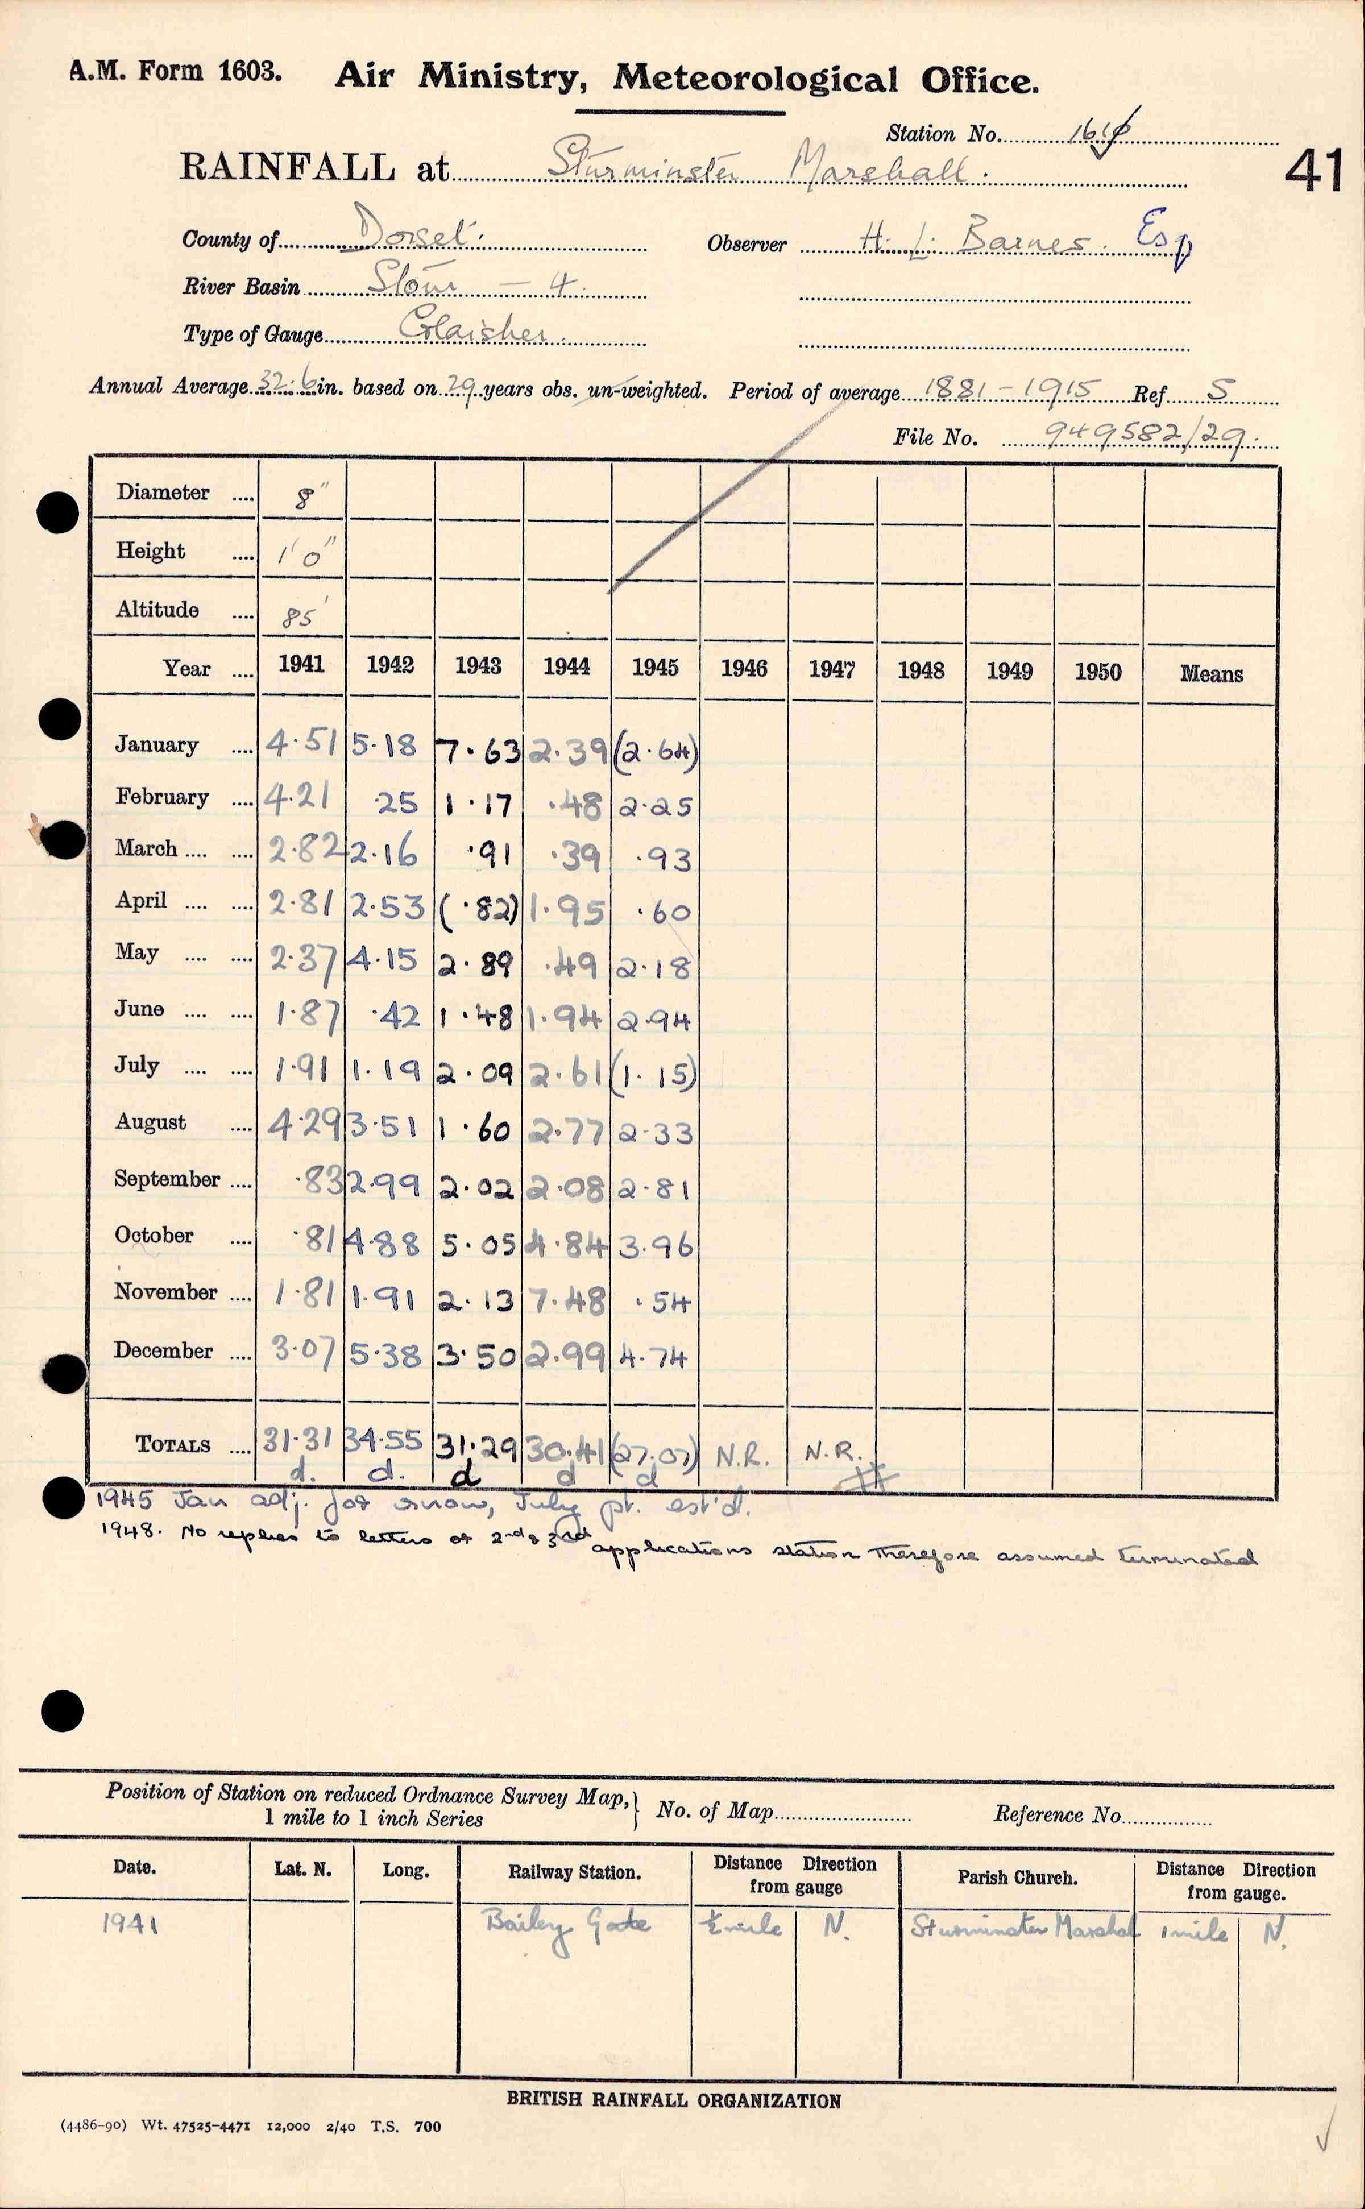 A.M. Form 1603. Air Ministry, Meteorological Office.
Station No.
41
RAINFALL at Sturminster Marshall.
County of Dorset. Observer H. L. Barnes. Esq
River Basin Stour — 4.
Type of Gauge Glaisher.
Annual Average 32.6 in. based on 29 years obs. un-weighted. Period of average 1881-1915 Ref. S
File No. 949582/29.
Diameter .... 8"
Height .... 1'0"
Altitude .... 85'
Year .... 1941 1942 1943 1944 1945 1946 1947 1948 1949 1950 Means
January .... 4.51 5.18 7.63 2.39 (2.64)
February .... 4.21 .25 1.17 .48 2.25
March .... .... 2.82 2.16 .91 .39 .93
April .... .... 2.81 2.53 (.82) 1.95 .60
May .... .... 2.37 4.15 2.89 .49 2.18
June .... .... 1.87 .42 1.48 1.94 2.94
July .... .... 1.91 1.19 2.09 2.61 (1.15)
August .... 4.29 3.51 1.60 2.77 2.33
September .... .83 2.99 2.02 2.08 2.81
October .... .81 4.88 5.05 4.84 3.96
November .... 1.81 1.91 2.13 7.48 .54
December .... 3.07 5.38 3.50 2.99 4.74
TOTALS .... 31.31 34.55 31.29 30.41 (27.07) N.R. N.R.
d. d. d d d
1945 Jan adj. for snow, July pt. est'd.
1948. No replies to letters of 2nd & 3rd applications station therefore assumed terminated
Position of Station on reduced Ordnance Survey Map, } No. of Map Reference No.
1 mile to 1 inch Series
Date. Lat. N. Long. Railway Station. Distance Direction from gauge Parish Church. Distance Direction from gauge.
1941 Bailey Gate ½ mile N. Sturminster Marshal 1 mile N.
BRITISH RAINFALL ORGANIZATION
(4486-90) Wt. 47525-4471 12,000 2/40 T.S. 700